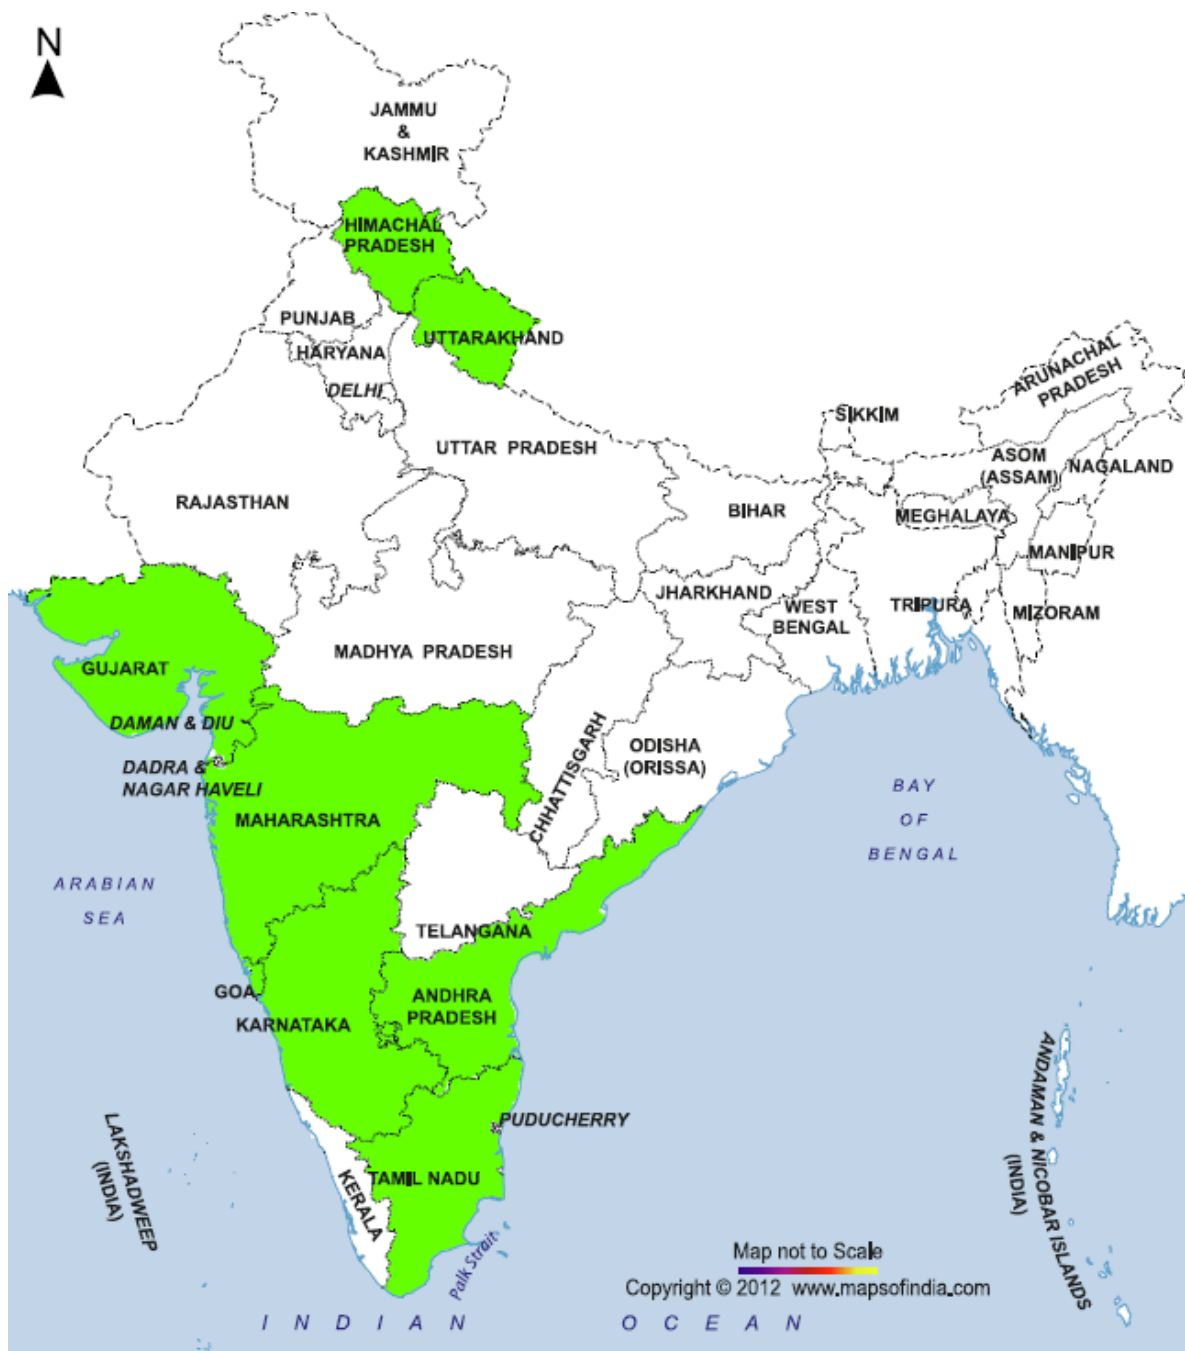 N
JAMMU
&
KASHMIR
HIMACHAL
PRADESH
PUNJAB
UTTARAKHAND
HARYANA
DELHI
ARUNACHAL
PRADESH
SIKKIM
UTTAR PRADESH
ASOM
(ASSAM)
NAGALAND
RAJASTHAN
BIHAR
MEGHALAYA
MANIPUR
JHARKHAND
WEST
BENGAL
TRIPURA
MIZORAM
MADHYA PRADESH
GUJARAT
DAMAN & DIU
DADRA &
NAGAR HAVELI
CHHATTISGARH
ODISHA
(ORISSA)
MAHARASHTRA
BAY
OF
BENGAL
ARABIAN
SEA
TELANGANA
GOA
KARNATAKA
ANDHRA
PRADESH
PUDUCHERRY
LAKSHADWEEP
(INDIA)
KERALA
TAMIL NADU
ANDAMAN & NICOBAR ISLANDS
(INDIA)
Palk Strait
Map not to Scale
Copyright © 2012 www.mapsofindia.com
INDIAN OCEAN